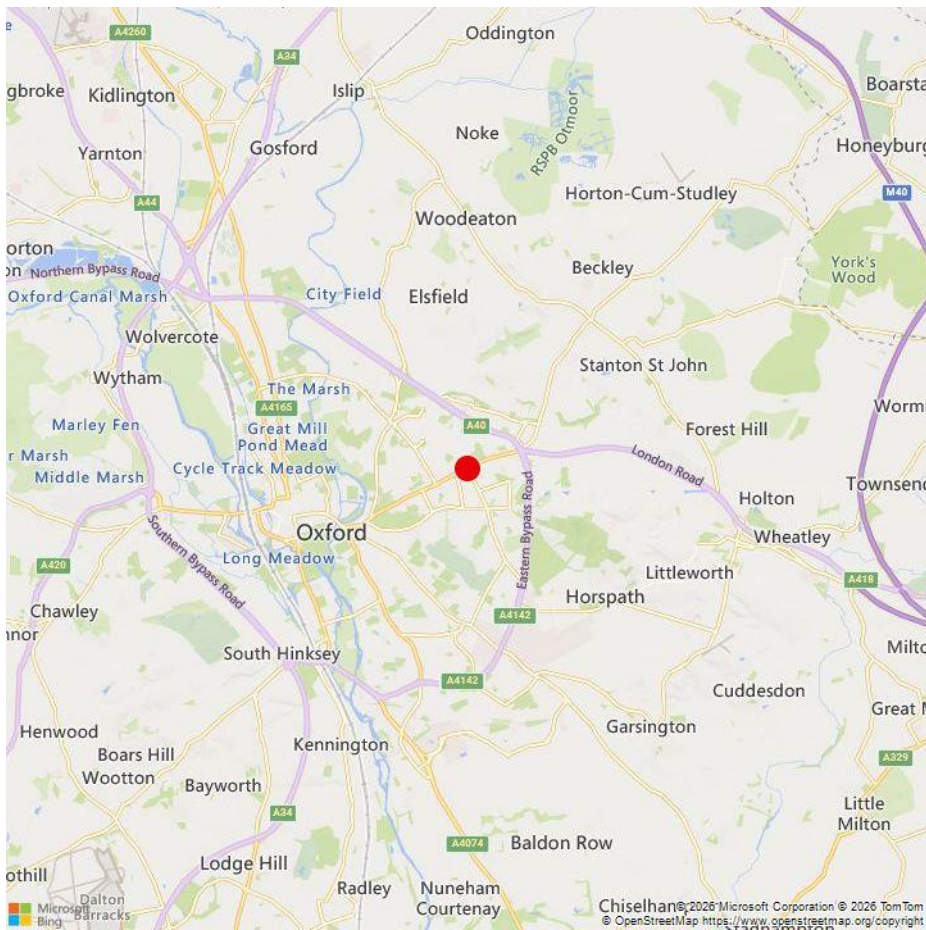 A4260
Oddington
A34
gbroke
Kidlington
Islip
Boarsta
RSPB Otmoor
Noke
Yarnton
Gosford
Honeyburg
Horton-Cum-Studley
M40
A44
Woodeaton
orton
on
Northern Bypass Road
Beckley
York's
Wood
Oxford Canal Marsh
City Field
Elsfield
Wolvercote
Stanton St John
Wytham
The Marsh
A4165
Worm
Marley Fen
Great Mill
Pond Mead
A40
Forest Hill
r Marsh
Middle Marsh
Cycle Track Meadow
London Road
Townsend
Eastern Bypass Road
Holton
Oxford
Wheatley
Southern Bypass Road
Long Meadow
A420
Littleworth
A418
Chawley
nnor
Horspath
A4142
South Hinksey
Milto
A4142
Cuddesdon
Great M
Henwood
Garsington
Boars Hill
Wootton
Kennington
A329
Bayworth
A34
Little
Milton
A4074
Baldon Row
Lodge Hill
othill
Radley
Nuneham
Courtenay
Dalton
Barracks
Microsoft
Bing
Chiselham
© 2026 Microsoft Corporation © 2026 TomTom
© OpenStreetMap https://www.openstreetmap.org/copyright
Stadhampton